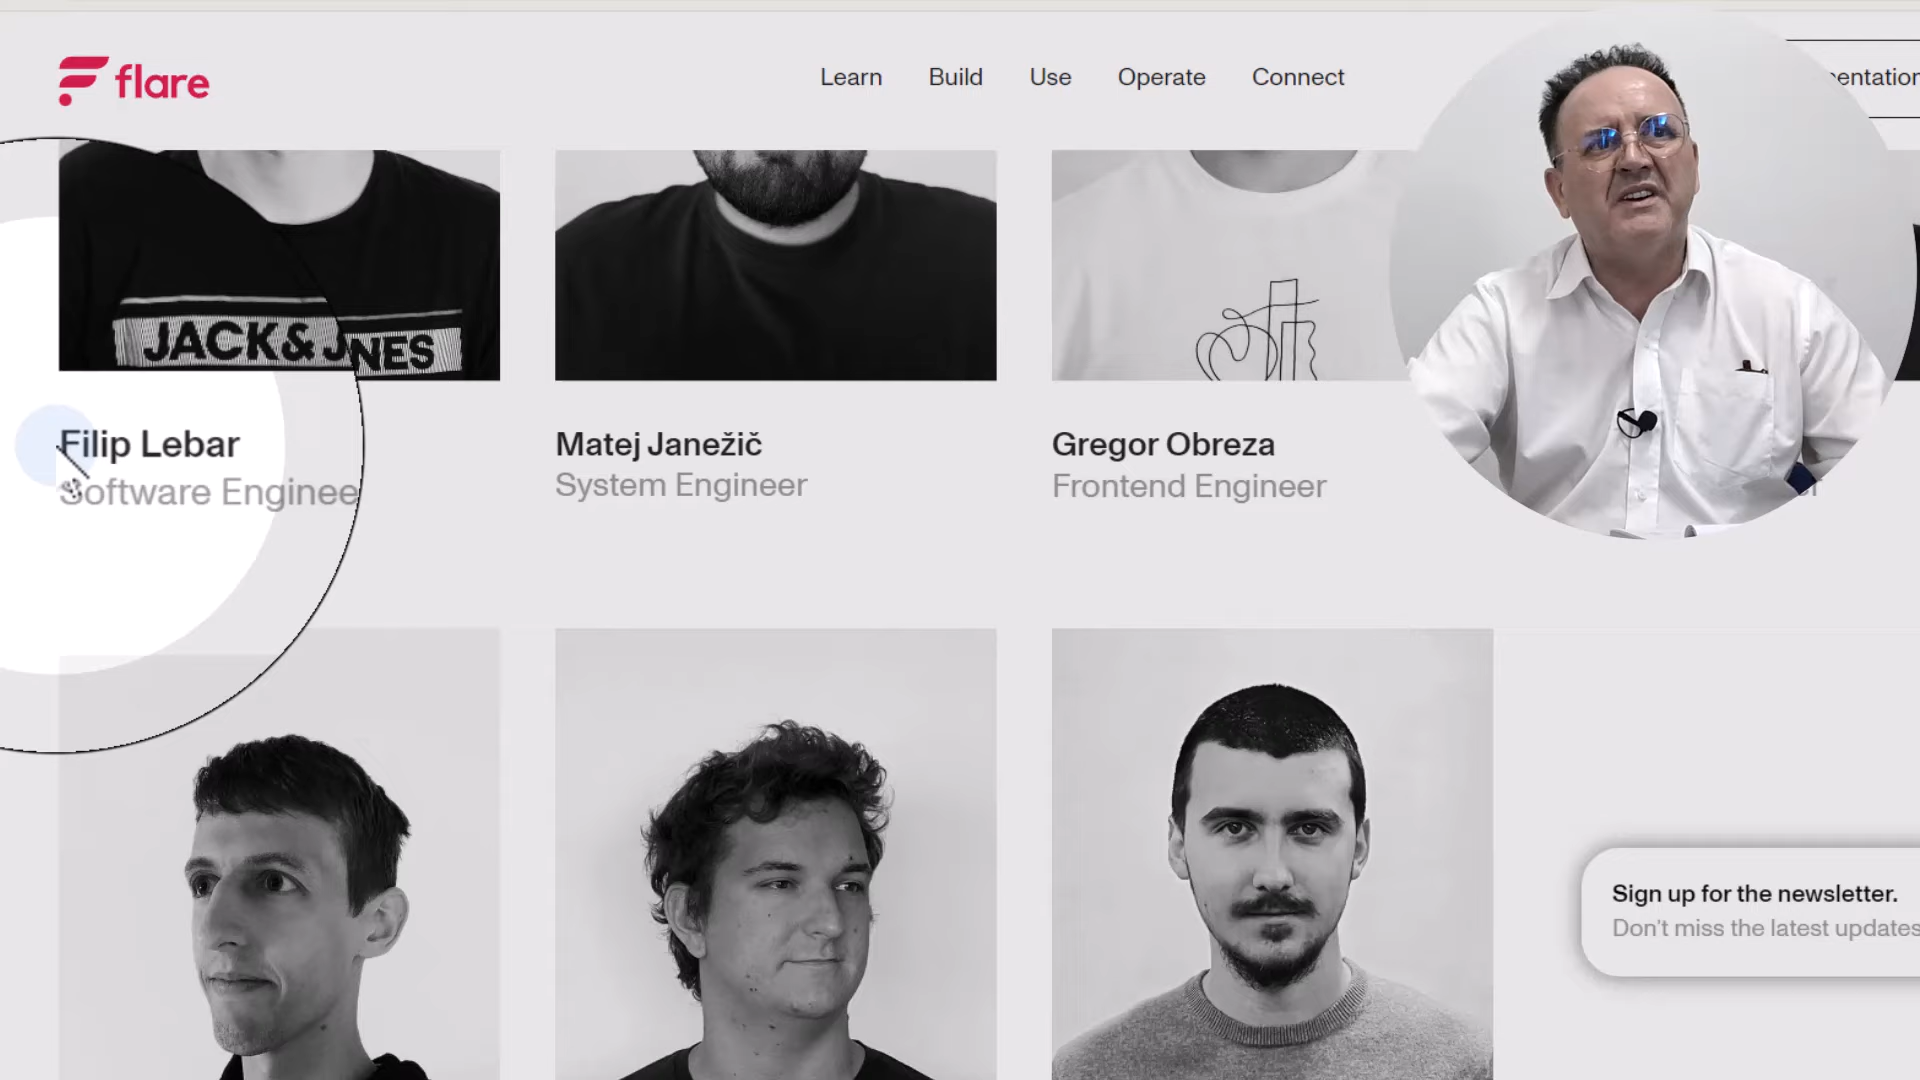 flare
Learn Build Use Operate Connect
JACK & JONES
Filip Lebar
Software Enginee
Matej Janežič
System Engineer
Gregor Obreza
Frontend Engineer
Sign up for the newsletter.
Don't miss the latest updates